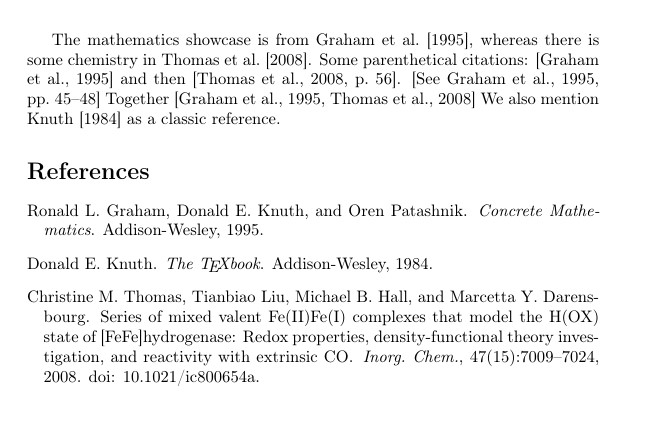 The mathematics showcase is from Graham et al. [1995], whereas there is
some chemistry in Thomas et al. [2008]. Some parenthetical citations: [Graham
et al., 1995] and then [Thomas et al., 2008, p. 56]. [See Graham et al., 1995,
pp. 45–48] Together [Graham et al., 1995, Thomas et al., 2008] We also mention
Knuth [1984] as a classic reference.
References
Ronald L. Graham, Donald E. Knuth, and Oren Patashnik. Concrete Mathe-
matics. Addison-Wesley, 1995.
Donald E. Knuth. The TEXbook. Addison-Wesley, 1984.
Christine M. Thomas, Tianbiao Liu, Michael B. Hall, and Marcetta Y. Darens-
bourg. Series of mixed valent Fe(II)Fe(I) complexes that model the H(OX)
state of [FeFe]hydrogenase: Redox properties, density-functional theory inves-
tigation, and reactivity with extrinsic CO. Inorg. Chem., 47(15):7009–7024,
2008. doi: 10.1021/ic800654a.